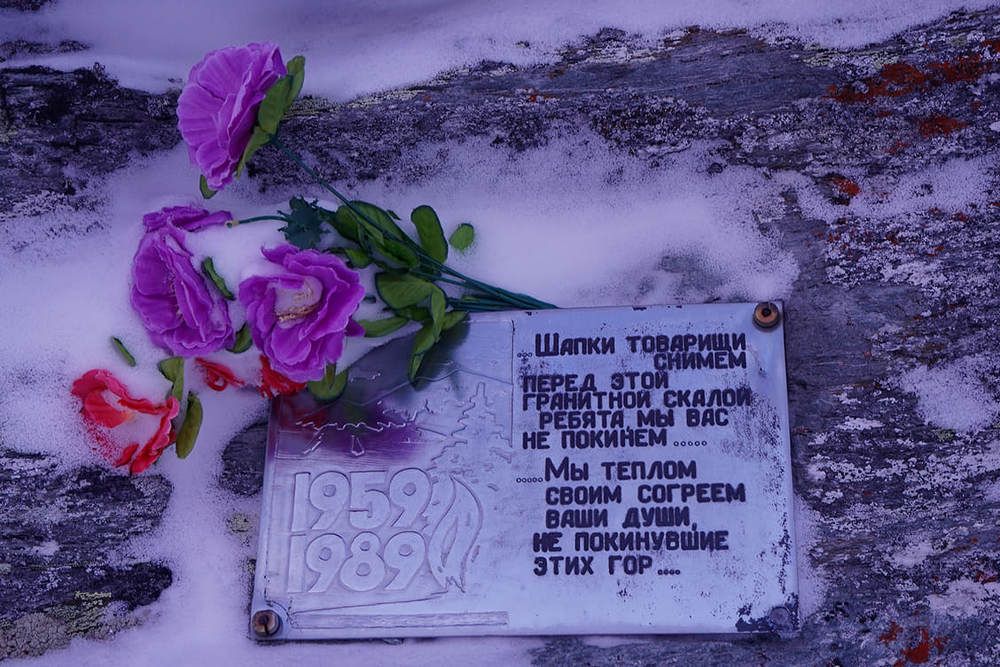 ...Шапки товарищи
снимем
перед этой
гранитной скалой
ребята мы вас
не покинем .....
.....Мы теплом
своим согреем
ваши души,
не покинувшие
этих гор....
1959
1989